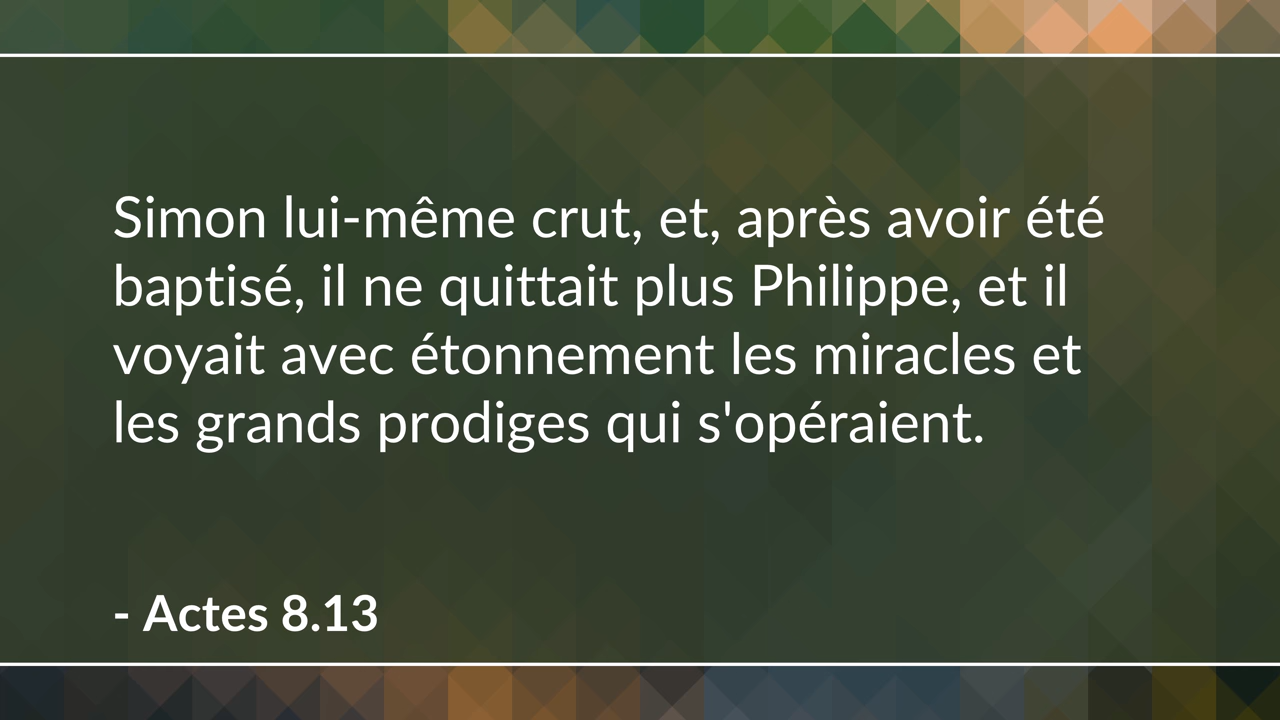 Simon lui-même crut, et, après avoir été
baptisé, il ne quittait plus Philippe, et il
voyait avec étonnement les miracles et
les grands prodiges qui s'opéraient.
- Actes 8.13